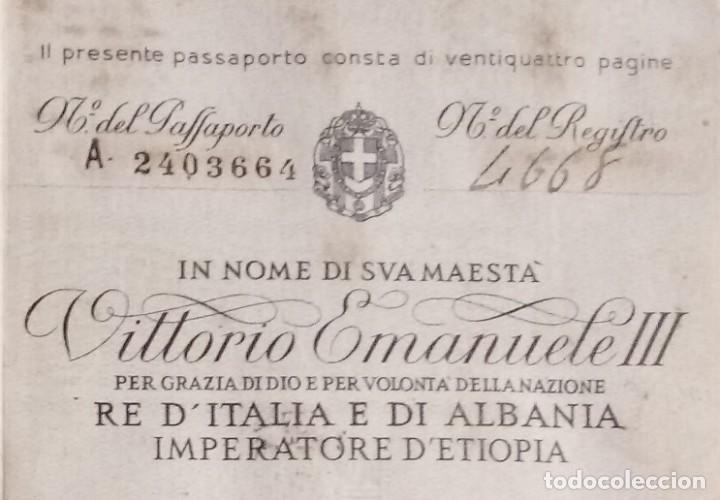 Il presente passaporto consta di ventiquattro pagine
N.º del Passaporto
N.º del Registro
A. 2403664
4668
IN NOME DI SVA MAESTÀ
Vittorio Emanuele III
PER GRAZIA DI DIO E PER VOLONTÀ DELLA NAZIONE
RE D'ITALIA E DI ALBANIA
IMPERATORE D'ETIOPIA
todocoleccion